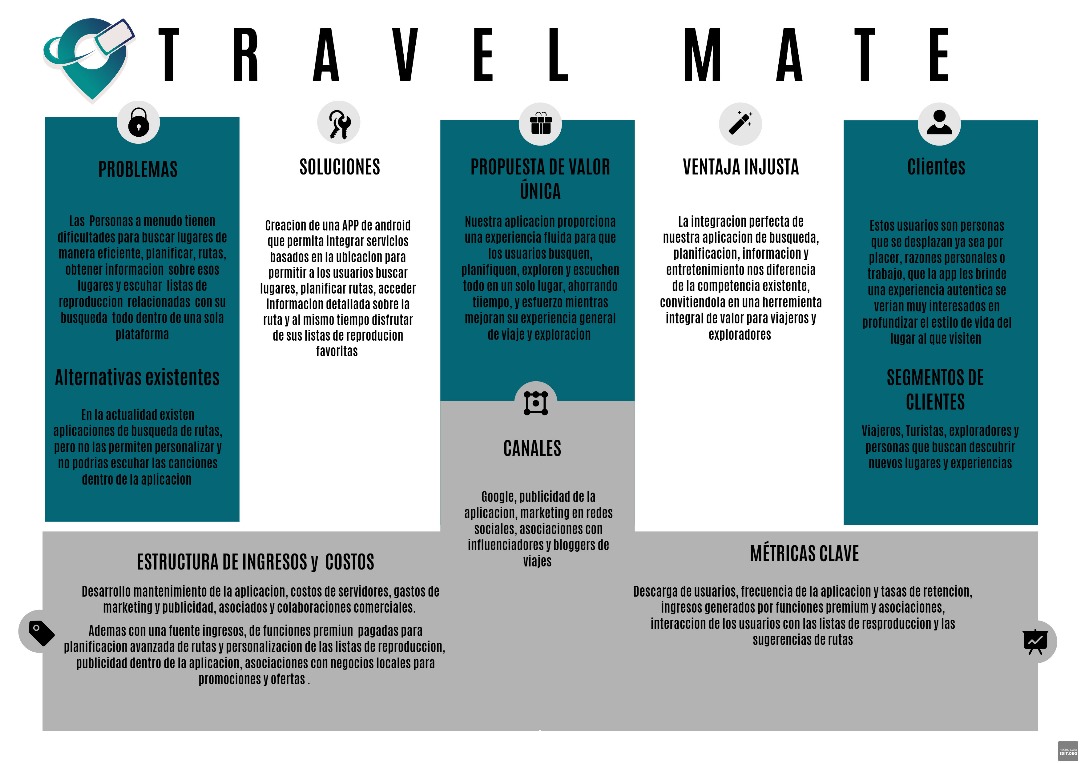 TRAVEL MATE
PROBLEMAS
Las Personas a menudo tienen
dificultades para buscar lugares de
manera eficiente, planificar, rutas,
obtener informacion sobre esos
lugares y escuhar listas de
reproduccion relacionadas con su
busqueda todo dentro de una sola
plataforma
Alternativas existentes
En la actualidad existen
aplicaciones de busqueda de rutas,
pero no las permiten personalizar y
no podrias escuhar las canciones
dentro de la aplicacion
SOLUCIONES
Creacion de una APP de android
que permita integrar servicios
basados en la ubicacion para
permitir a los usuarios buscar
lugares, planificar rutas, acceder
informacion detallada sobre la
ruta y al mismo tiempo disfrutar
de sus listas de reproducion
favoritas
PROPUESTA DE VALOR
ÚNICA
Nuestra aplicacion proporciona
una experiencia fluida para que
los usuarios busquen,
planifiquen, exploren y escuchen
todo en un solo lugar, ahorrando
tiiempo, y esfuerzo mientras
mejoran su experiencia general
de viaje y exploracion
CANALES
Google, publicidad de la
aplicacion, marketing en redes
sociales, asociaciones con
influenciadores y bloggers de
viajes
VENTAJA INJUSTA
La integracion perfecta de
nuestra aplicacion de busqueda,
planificacion, informacion y
entretenimiento nos diferencia
de la competencia existente,
convitiendola en una herremienta
integral de valor para viajeros y
exploradores
Clientes
Estos usuarios son personas
que se desplazan ya sea por
placer, razones personales o
trabajo, que la app les brinde
una experiencia autentica se
verian muy interesados en
profundizar el estilo de vida del
lugar al que visiten
SEGMENTOS DE
CLIENTES
Viajeros, Turistas, exploradores y
personas que buscan descubrir
nuevos lugares y experiencias
ESTRUCTURA DE INGRESOS y COSTOS
Desarrollo mantenimiento de la aplicacion, costos de servidores, gastos de
marketing y publicidad, asociados y colaboraciones comerciales.
Ademas con una fuente ingresos, de funciones premiun pagadas para
planificacion avanzada de rutas y personalizacion de las listas de reproduccion,
publicidad dentro de la aplicacion, asociaciones con negocios locales para
promociones y ofertas .
MÉTRICAS CLAVE
Descarga de usuarios, frecuencia de la aplicacion y tasas de retencion,
ingresos generados por funciones premium y asociaciones,
interaccion de los usuarios con las listas de resproduccion y las
sugerencias de rutas
EDIT.ORG